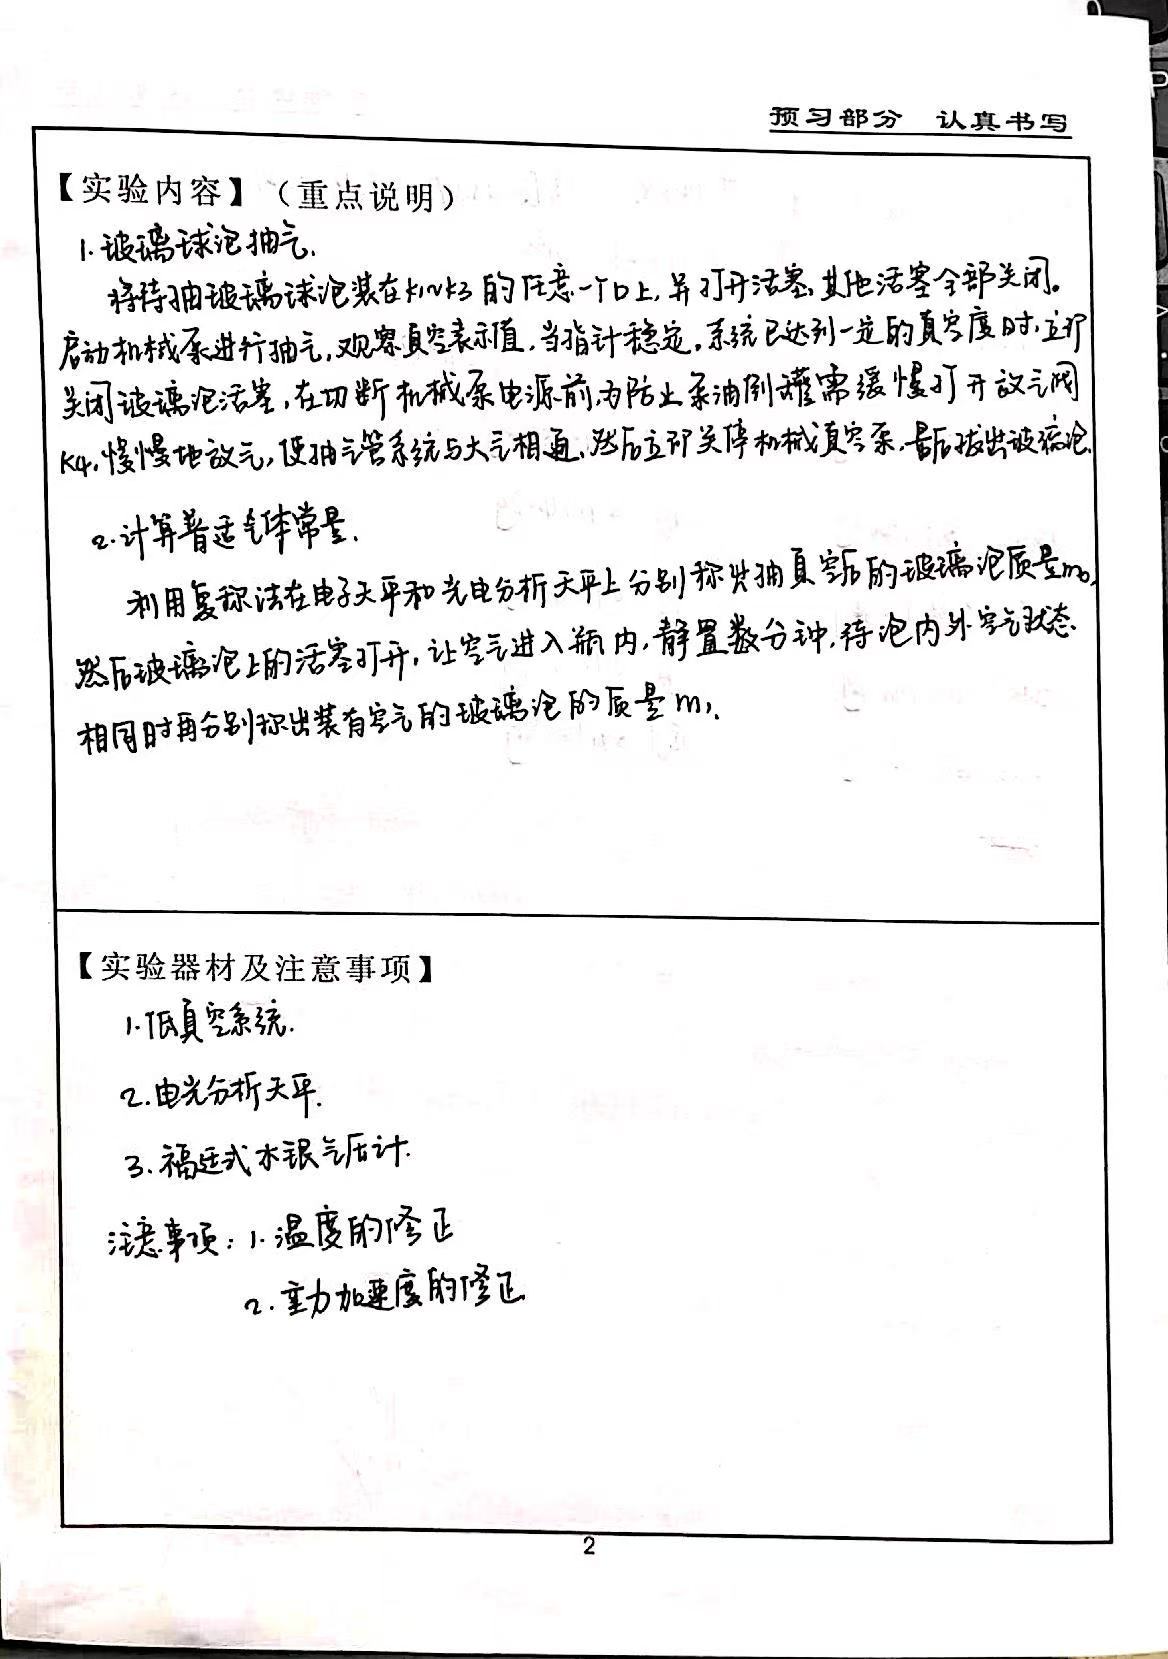 预习部分 认真书写
【实验内容】（重点说明）
1.玻璃球泡抽气.
将待抽玻璃球泡装在K1~K3的任意一个口上,并打开活塞,其他活塞全部关闭。
启动机械泵进行抽气,观察真空表示值,当指针稳定,系统已达到一定的真空度时,立即
关闭玻璃泡活塞,在切断机械泵电源前,为防止泵油倒灌需缓慢打开放气阀
K4,慢慢地放气,使抽气管系统与大气相通,然后立即关停机械真空泵,最后拔出玻璃泡.
2.计算普适气体常量.
利用复称法在电子天平和光电分析天平上分别称出抽真空后的玻璃泡质量m0,
然后玻璃泡上的活塞打开,让空气进入瓶内,静置数分钟,待泡内外空气状态
相同时再分别称出装有空气的玻璃泡的质量m1.
【实验器材及注意事项】
1.低真空系统.
2.电光分析天平.
3.福廷式水银气压计.
注意事项:1.温度的修正
2.重力加速度的修正
2